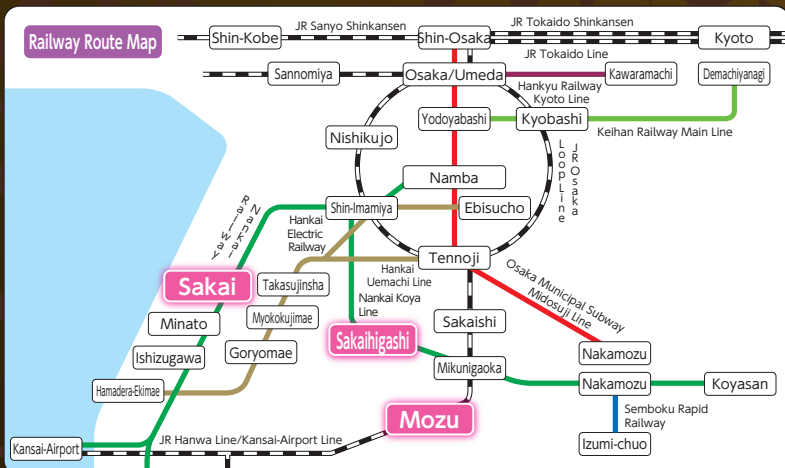 Railway Route Map
JR Sanyo Shinkansen
JR Tokaido Shinkansen
Shin-Kobe
Shin-Osaka
Kyoto
JR Tokaido Line
Sannomiya
Osaka/Umeda
Kawaramachi
Demachiyanagi
Hankyu Railway
Kyoto Line
Yodoyabashi
Kyobashi
Keihan Railway Main Line
Nishikujo
JR Osaka
Loop Line
Namba
Nankai
Railway
Shin-Imamiya
Ebisucho
Hankai
Electric
Railway
Tennoji
Hankai
Uemachi Line
Osaka Municipal Subway
Midosuji Line
Sakai
Takasujinsha
Nankai Koya
Line
Minato
Myokokujimae
Sakaishi
Sakaihigashi
Ishizugawa
Goryomae
Nakamozu
Mikunigaoka
Hamadera-Ekimae
Nakamozu
Koyasan
Mozu
Semboku Rapid
Railway
Kansai-Airport
JR Hanwa Line/Kansai-Airport Line
Izumi-chuo